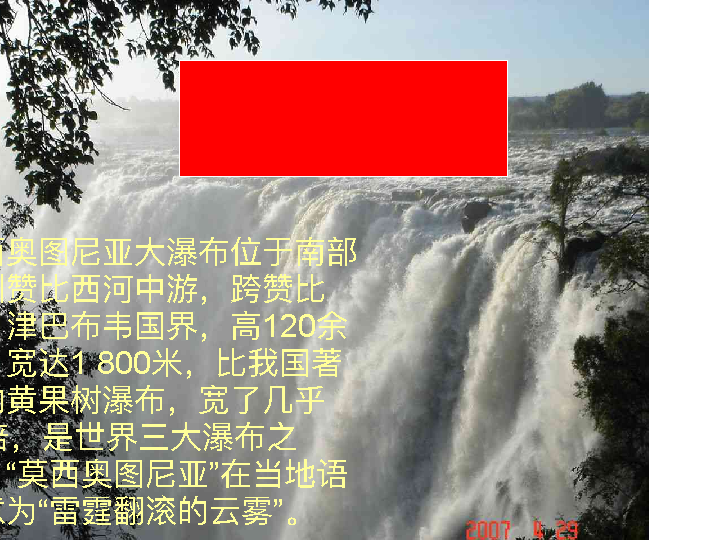 奥图尼亚大瀑布位于南部
赞比西河中游，跨赞比
津巴布韦国界，高120余
宽达1 800米，比我国著
黄果树瀑布，宽了几乎
，是世界三大瀑布之
“莫西奥图尼亚”在当地语
为“雷霆翻滚的云雾”。
2007 4 29